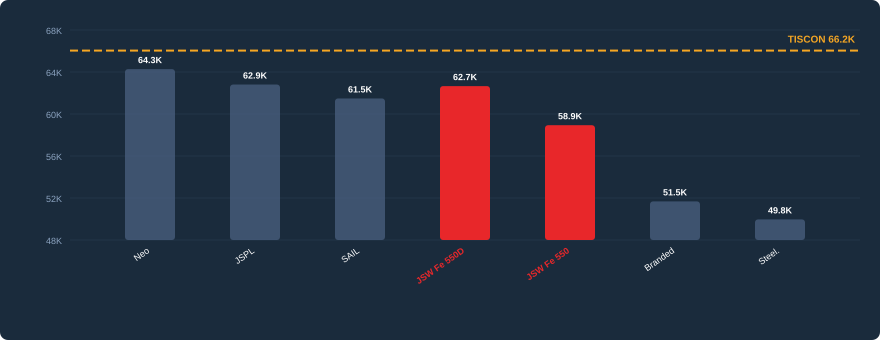 68K
TISCON 66.2K
64.3K
64K
62.9K
61.5K
62.7K
60K
58.9K
56K
52K
51.5K
49.8K
48K
Neo
JSPL
SAIL
JSW Fe 550D
JSW Fe 550
Branded
Steel.